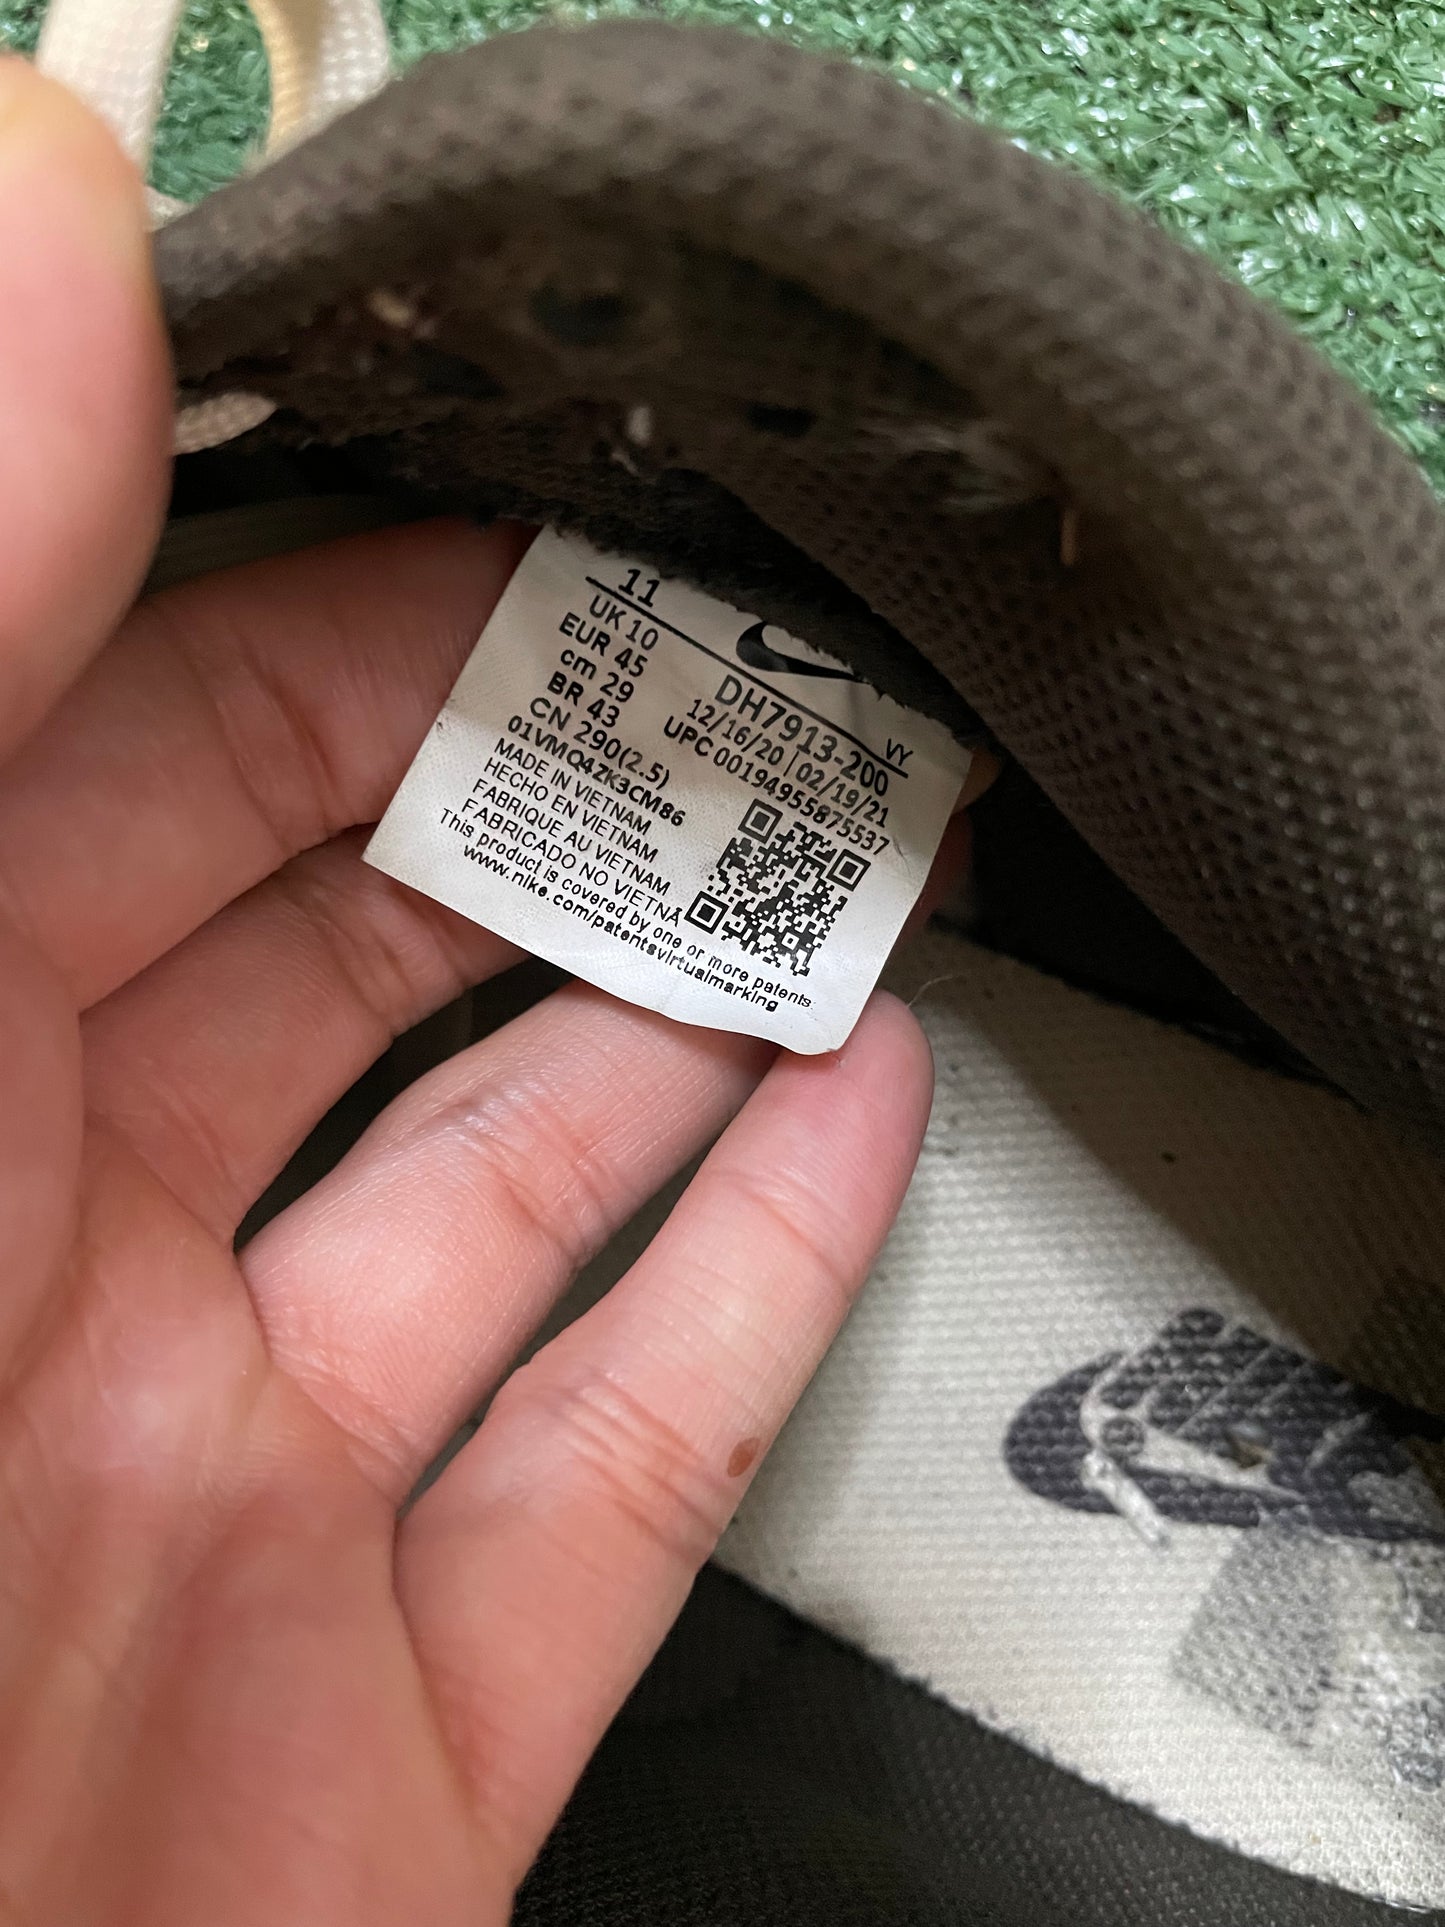 11
UK 10
EUR 45
cm 29
BR 43
CN 290(2.5)
01VMQ4ZK3CM86
MADE IN VIETNAM
HECHO EN VIETNAM
FABRIQUE AU VIETNAM
FABRICADO NO VIETNÃ
This product is covered by one or more patents
www.nike.com/patentsvirtualmarking
VY
DH7913-200
12/16/20 | 02/19/21
UPC 00194955875537